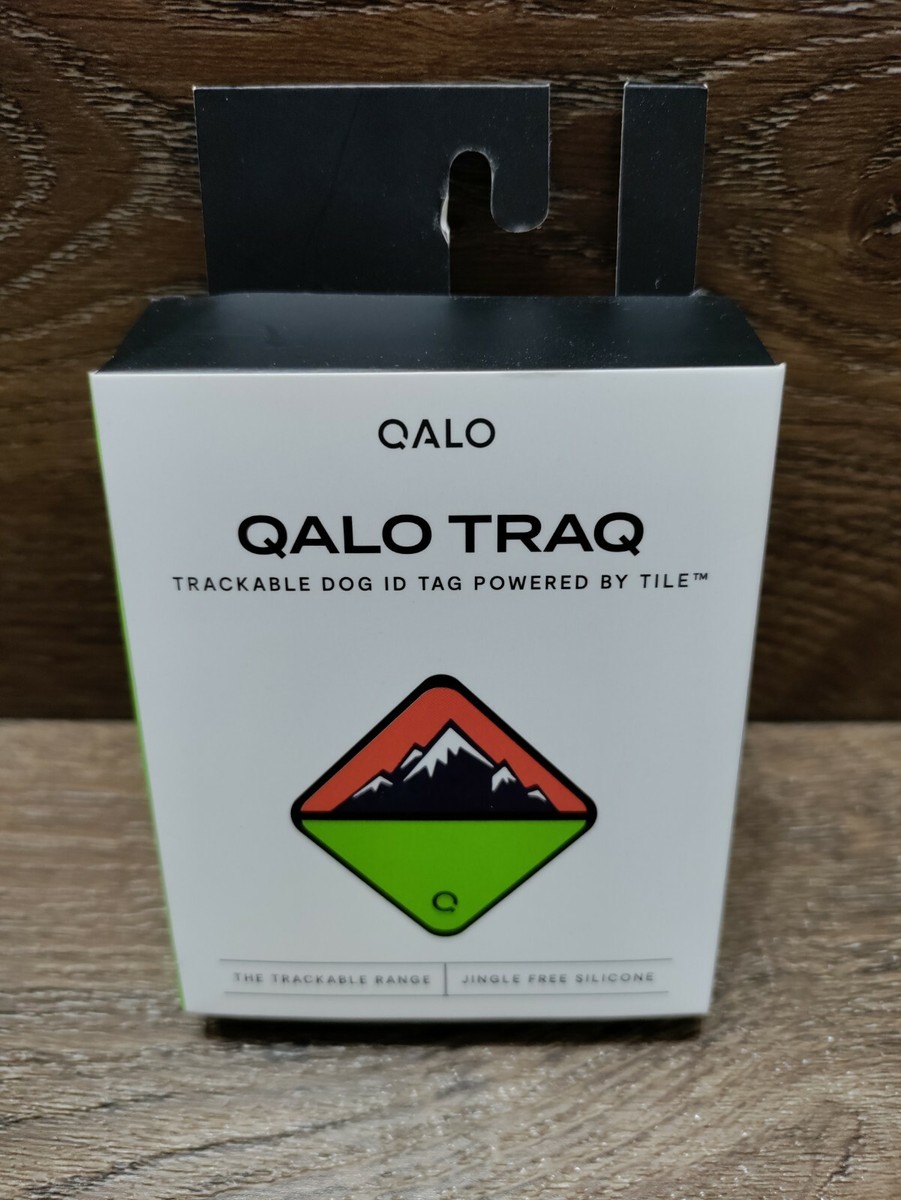 QALO
QALO TRAQ
TRACKABLE DOG ID TAG POWERED BY TILE™
Q
THE TRACKABLE RANGE
JINGLE FREE SILICONE